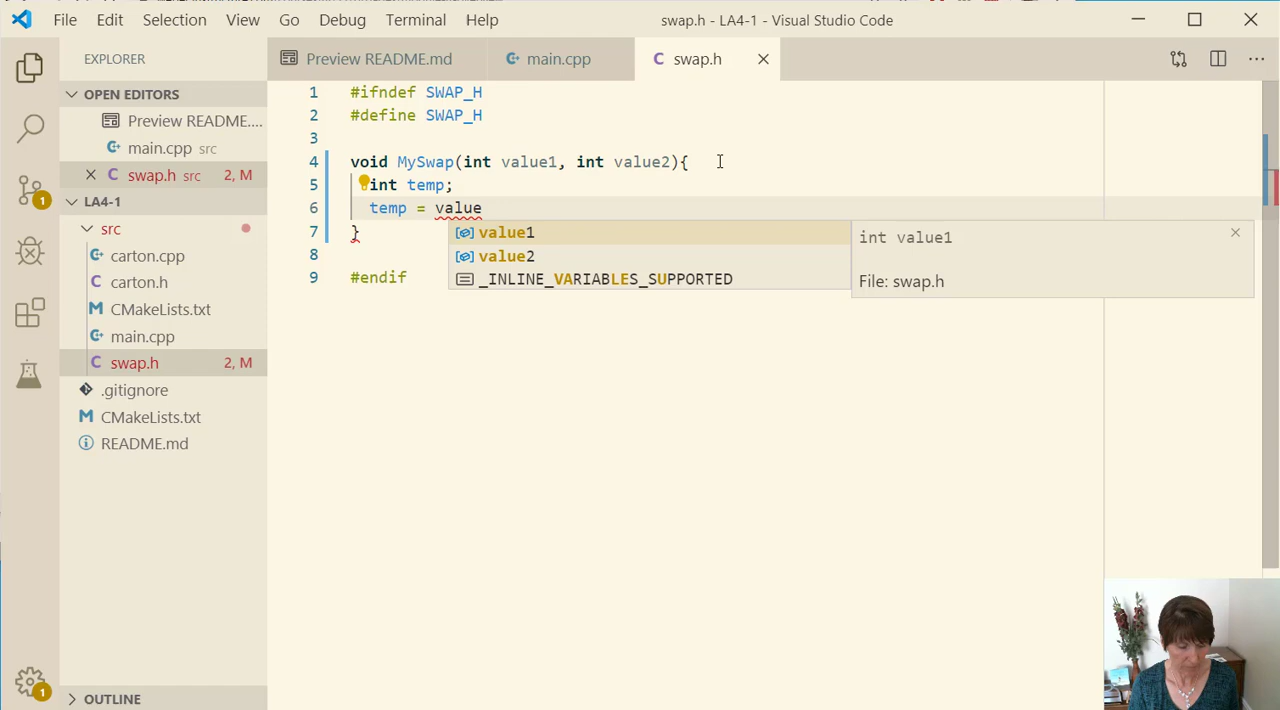 File Edit Selection View Go Debug Terminal Help swap.h - LA4-1 - Visual Studio Code
EXPLORER
Preview README.md main.cpp C swap.h
OPEN EDITORS
Preview README.... 
main.cpp src
C swap.h src 2, M
LA4-1
src
carton.cpp
C carton.h
M CMakeLists.txt
main.cpp
C swap.h 2, M
.gitignore
M CMakeLists.txt
README.md
OUTLINE
1
1
1 #ifndef SWAP_H
2 #define SWAP_H
3
4 void MySwap(int value1, int value2){
5 int temp;
6 temp = value
7 }
8
9 #endif
value1
value2
_INLINE_VARIABLES_SUPPORTED
int value1
File: swap.h